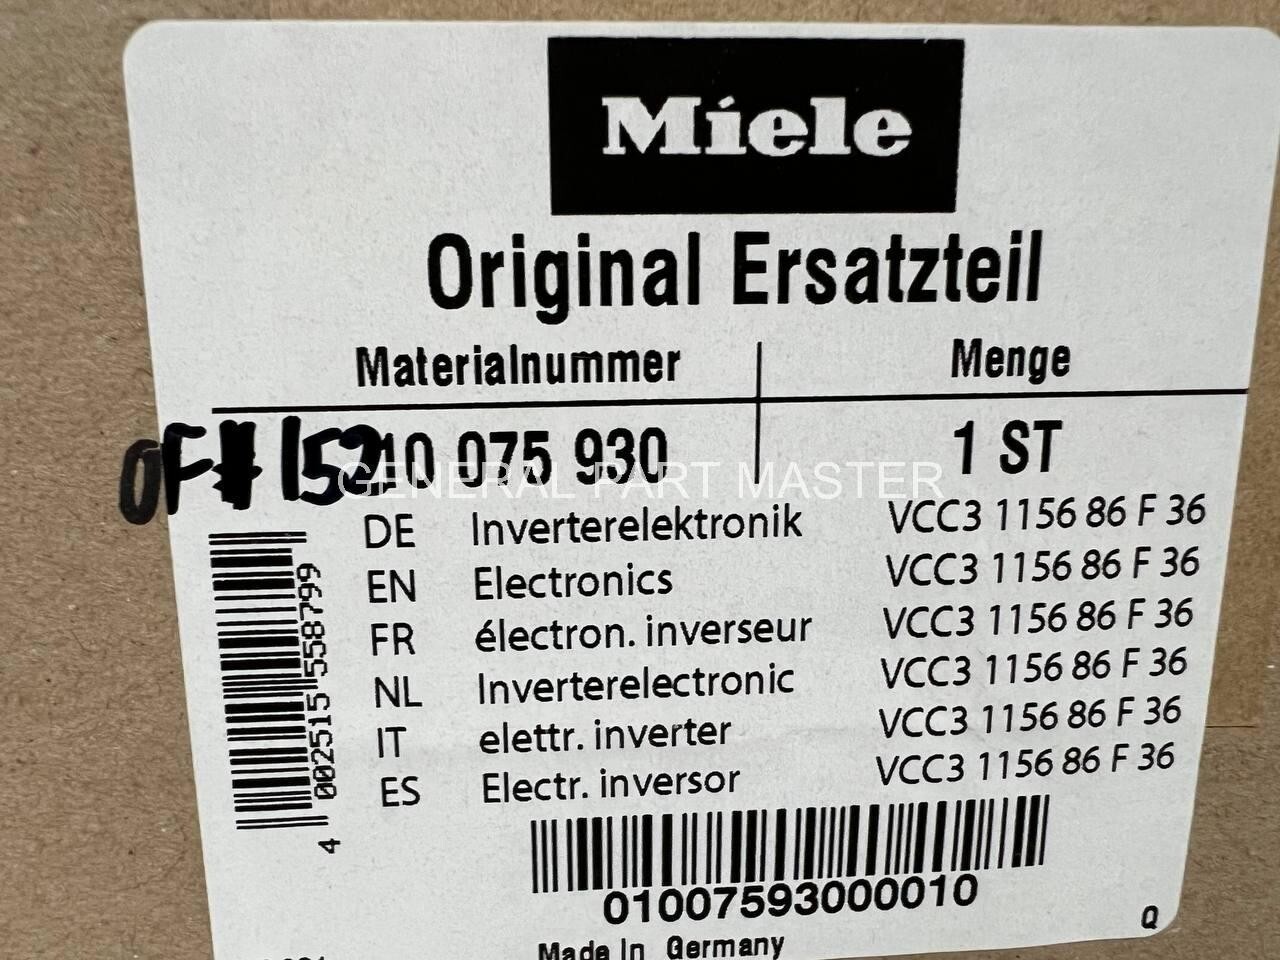 Miele
Original Ersatzteil
Materialnummer Menge
OF# 152 10 075 930 1 ST
GENERAL PART MASTER
DE Inverterelektronik VCC3 1156 86 F 36
EN Electronics VCC3 1156 86 F 36
FR électron. inverseur VCC3 1156 86 F 36
NL Inverterelectronic VCC3 1156 86 F 36
IT elettr. inverter VCC3 1156 86 F 36
ES Electr. inversor VCC3 1156 86 F 36
4 002515 558799
01007593000010
Q
Made In Germany